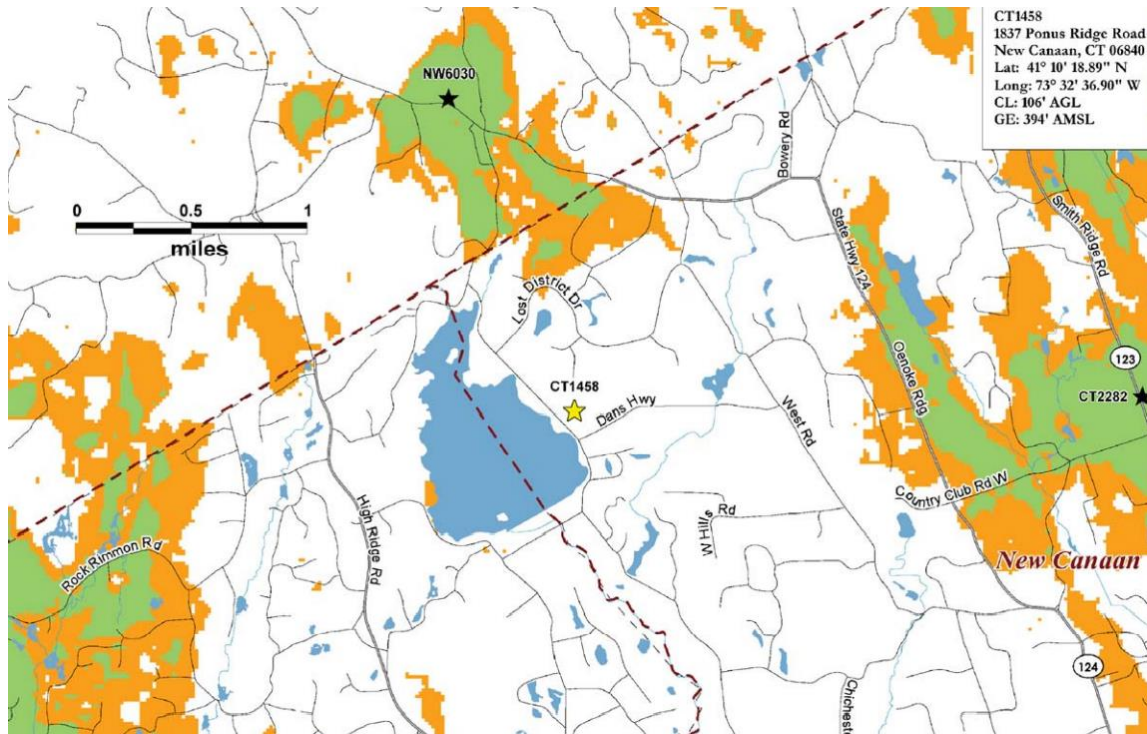 CT1458
1837 Ponus Ridge Road
New Canaan, CT 06840
Lat: 41° 10' 18.89" N
Long: 73° 32' 36.90" W
CL: 106' AGL
GE: 394' AMSL
NW6030
Bowery Rd
0 0.5 1
miles
State Hwy 124
Smith Ridge Rd
Lost District Dr
Oenoke Rdg
123
CT1458
CT2282
Dans Hwy
West Rd
Country Club Rd W
High Ridge Rd
W Hills Rd
Rock Rimmon Rd
New Canaan
124
Chichest